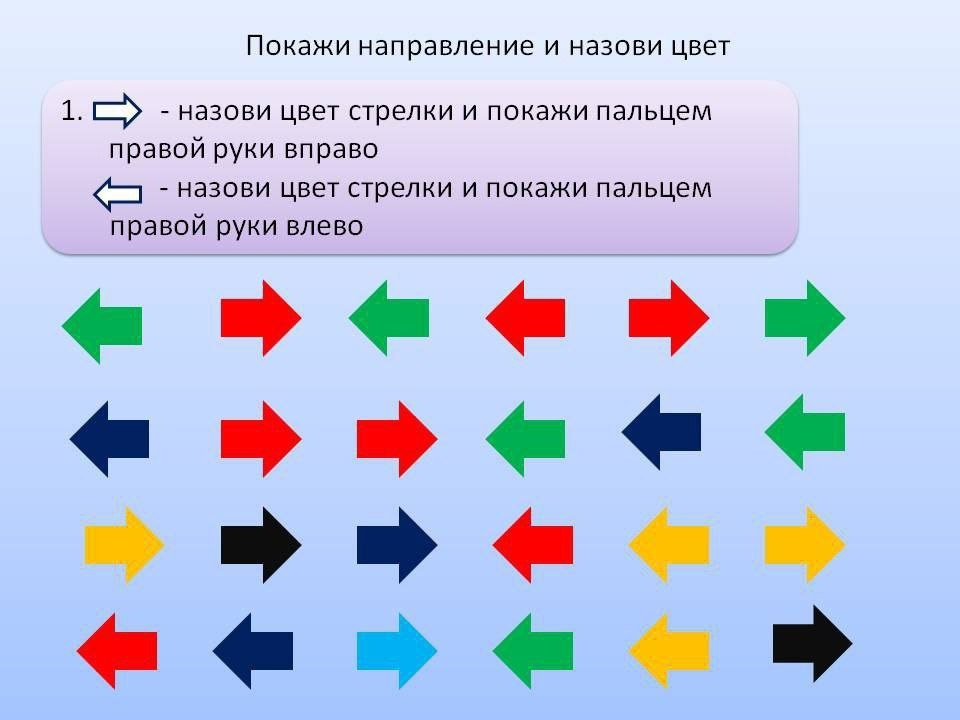 Покажи направление и назови цвет
1. - назови цвет стрелки и покажи пальцем
правой руки вправо
- назови цвет стрелки и покажи пальцем
правой руки влево